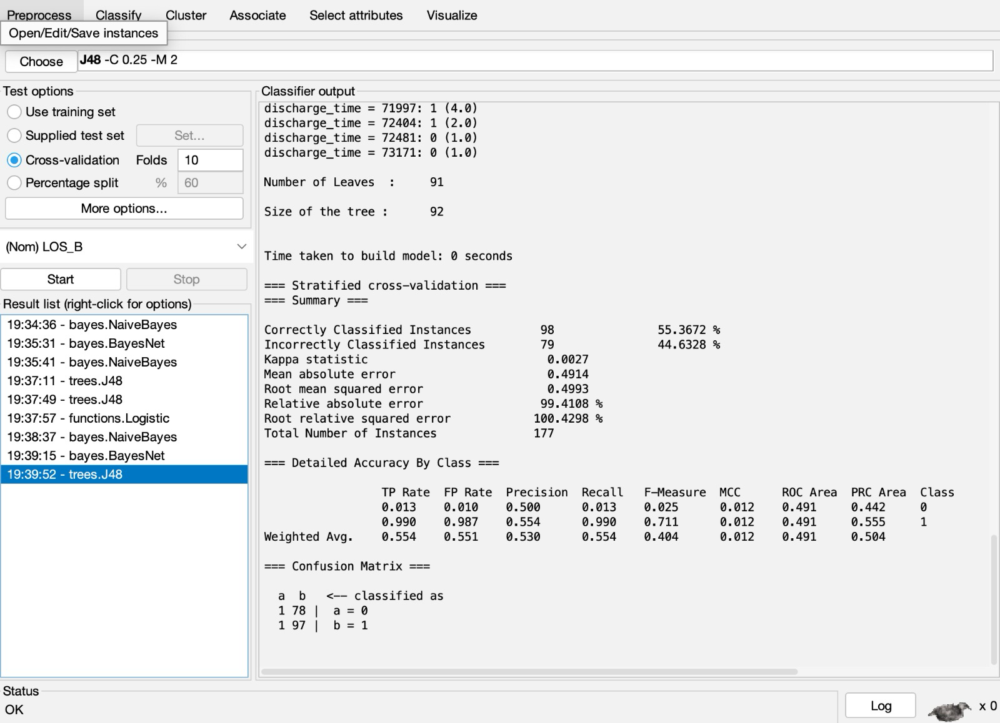 Preprocess Classify Cluster Associate Select attributes Visualize
Open/Edit/Save instances
Choose J48 -C 0.25 -M 2
Test options
Use training set
Supplied test set Set...
Cross-validation Folds 10
Percentage split % 60
More options...
(Nom) LOS_B
Start Stop
Result list (right-click for options)
19:34:36 - bayes.NaiveBayes
19:35:31 - bayes.BayesNet
19:35:41 - bayes.NaiveBayes
19:37:11 - trees.J48
19:37:49 - trees.J48
19:37:57 - functions.Logistic
19:38:37 - bayes.NaiveBayes
19:39:15 - bayes.BayesNet
19:39:52 - trees.J48
Classifier output
discharge_time = 71997: 1 (4.0)
discharge_time = 72404: 1 (2.0)
discharge_time = 72481: 0 (1.0)
discharge_time = 73171: 0 (1.0)
Number of Leaves  :     91
Size of the tree :      92
Time taken to build model: 0 seconds
=== Stratified cross-validation ===
=== Summary ===
Correctly Classified Instances          98               55.3672 %
Incorrectly Classified Instances        79               44.6328 %
Kappa statistic                          0.0027
Mean absolute error                      0.4914
Root mean squared error                  0.4993
Relative absolute error                 99.4108 %
Root relative squared error            100.4298 %
Total Number of Instances              177
=== Detailed Accuracy By Class ===
TP Rate  FP Rate  Precision  Recall   F-Measure  MCC      ROC Area  PRC Area  Class
0.013    0.010    0.500      0.013    0.025      0.012    0.491     0.442     0
0.990    0.987    0.554      0.990    0.711      0.012    0.491     0.555     1
Weighted Avg.    0.554    0.551    0.530      0.554    0.404      0.012    0.491     0.504
=== Confusion Matrix ===
a  b   <-- classified as
1 78 |  a = 0
1 97 |  b = 1
Status
OK
Log x 0